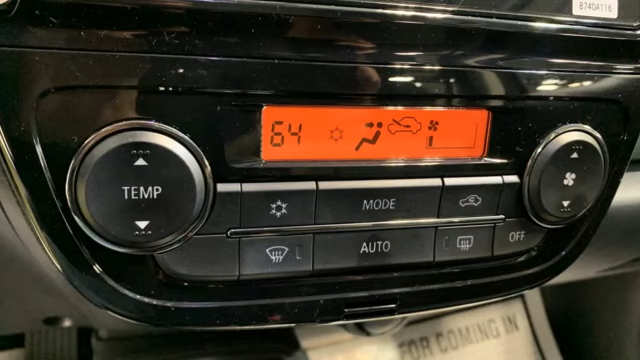 8740A116
64
TEMP
MODE
AUTO
OFF
FOR COMING IN